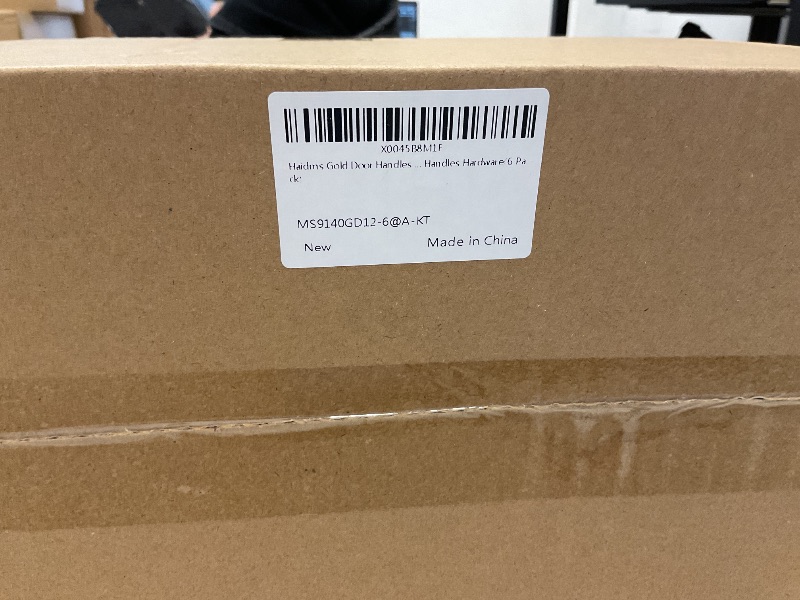 X0045B8M1F
Haidms Gold Door Handles ... Handles Hardware 6 Pa
ck
MS9140GD12-6@A-KT
New
Made in China